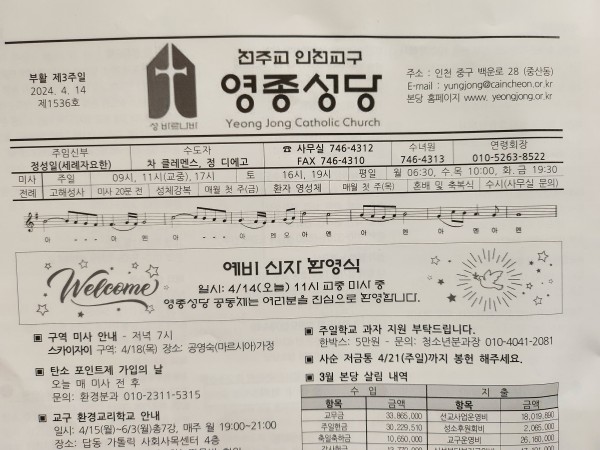 부활 제3주일
2024. 4. 14
제1536호
성 바르나바
천주교 인천교구
영종성당
Yeong Jong Catholic Church
주소 : 인천 중구 백운로 28 (중산동)
E-mail : yungjong@caincheon.or.kr
본당 홈페이지 www. yeongjong.or.kr
주임신부 수도자 ☎ 사무실 746-4312 수녀원 연령회장
정성일(세례자요한) 차 클레멘스, 정 디에고 FAX 746-4310 746-4313 010-5263-8522
미사 주일 09시, 11시(교중), 17시 토 16시, 19시 평일 월 06:30, 수.목 10:00, 화.금 19:30
전례 고해성사 미사 20분 전 성체강복 매월 첫 주(금) 환자 영성체 매월 첫 주(목) 혼배 및 축복식 수시(사무실 문의)
Welcome
예비 신자 환영식
일시: 4/14(오늘) 11시 교중 미사 중
영종성당 공동체는 여러분을 진심으로 환영합니다.
■ 구역 미사 안내 - 저녁 7시
스카이자이 구역: 4/18(목) 장소: 공영숙(마르시아)가정
■ 탄소 포인트제 가입의 날
오늘 매 미사 전 후
문의: 환경분과 010-2311-5315
■ 교구 환경교리학교 안내
일시: 4/15(월)~6/3(월)총7강, 매주 월 19:00~21:00
장소: 답동 가톨릭 사회사목센터 4층
■ 주일학교 과자 지원 부탁드립니다.
한박스: 5만원 - 문의: 청소년분과장 010-4041-2081
■ 사순 저금통 4/21(주일)까지 봉헌 해주세요.
■ 3월 본당 살림 내역
수 입 지 출
항목 금액 항목 금액
교무금 33,865,000 선교사업운영비 18,019,890
주일헌금 30,229,510 성소후원회비 2,065,000
축일축하금 10,650,000 교구운영비 26,160,000